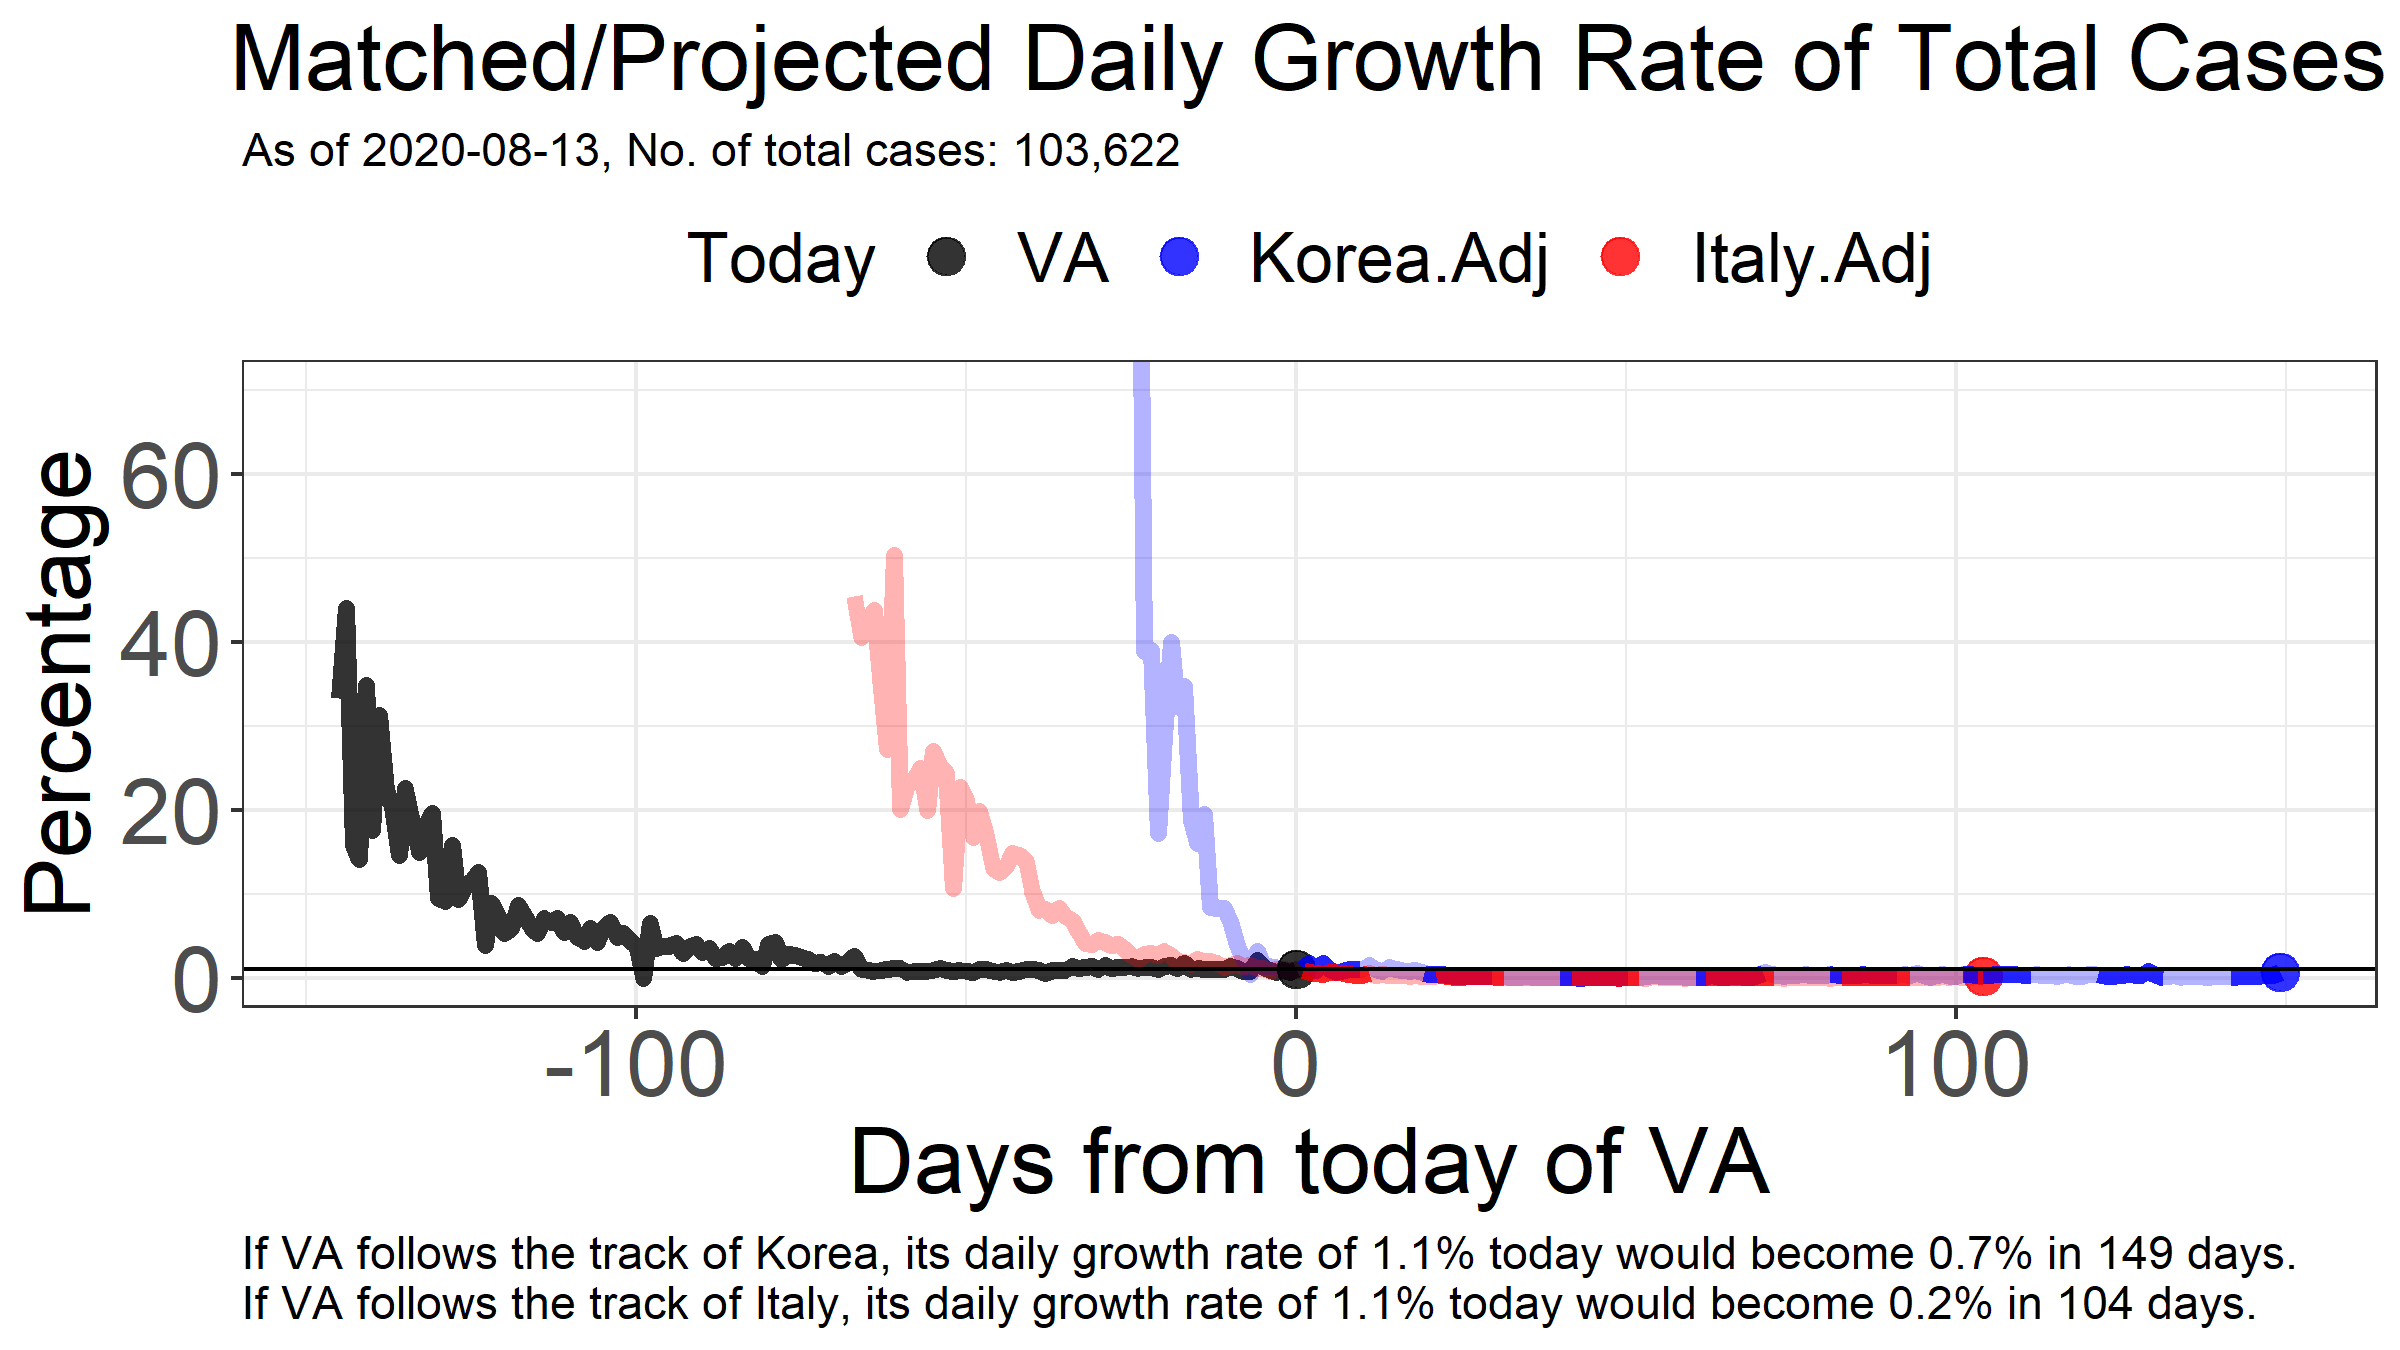 Matched/Projected Daily Growth Rate of Total Cases
As of 2020-08-13, No. of total cases: 103,622
Today VA Korea.Adj Italy.Adj
Percentage
60
40
20
0
-100 0 100
Days from today of VA
If VA follows the track of Korea, its daily growth rate of 1.1% today would become 0.7% in 149 days.
If VA follows the track of Italy, its daily growth rate of 1.1% today would become 0.2% in 104 days.